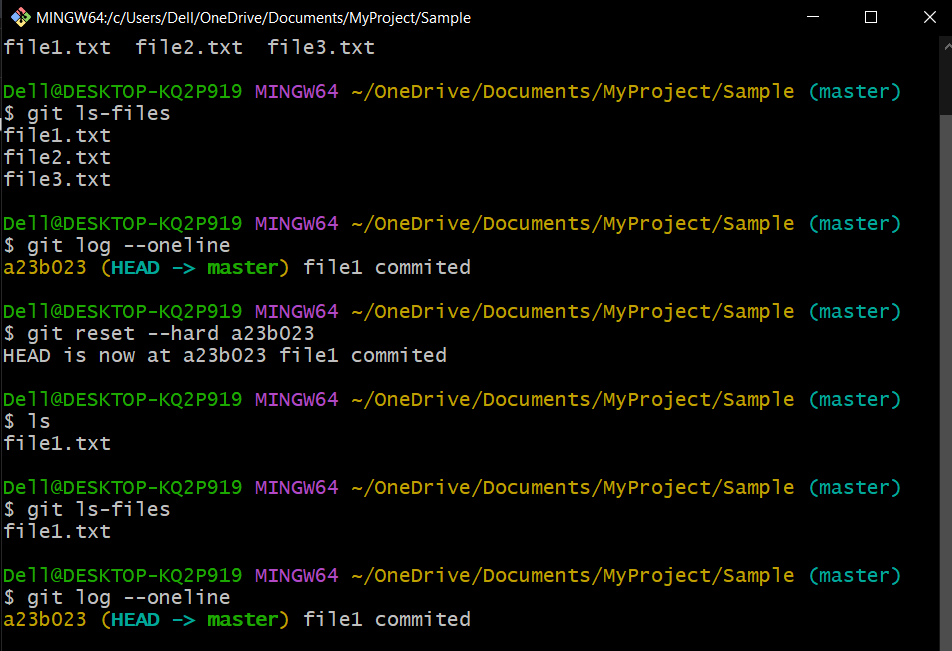 MINGW64:/c/Users/Dell/OneDrive/Documents/MyProject/Sample
file1.txt  file2.txt  file3.txt
Dell@DESKTOP-KQ2P919 MINGW64 ~/OneDrive/Documents/MyProject/Sample (master)
$ git ls-files
file1.txt
file2.txt
file3.txt
Dell@DESKTOP-KQ2P919 MINGW64 ~/OneDrive/Documents/MyProject/Sample (master)
$ git log --oneline
a23b023 (HEAD -> master) file1 commited
Dell@DESKTOP-KQ2P919 MINGW64 ~/OneDrive/Documents/MyProject/Sample (master)
$ git reset --hard a23b023
HEAD is now at a23b023 file1 commited
Dell@DESKTOP-KQ2P919 MINGW64 ~/OneDrive/Documents/MyProject/Sample (master)
$ ls
file1.txt
Dell@DESKTOP-KQ2P919 MINGW64 ~/OneDrive/Documents/MyProject/Sample (master)
$ git ls-files
file1.txt
Dell@DESKTOP-KQ2P919 MINGW64 ~/OneDrive/Documents/MyProject/Sample (master)
$ git log --oneline
a23b023 (HEAD -> master) file1 commited